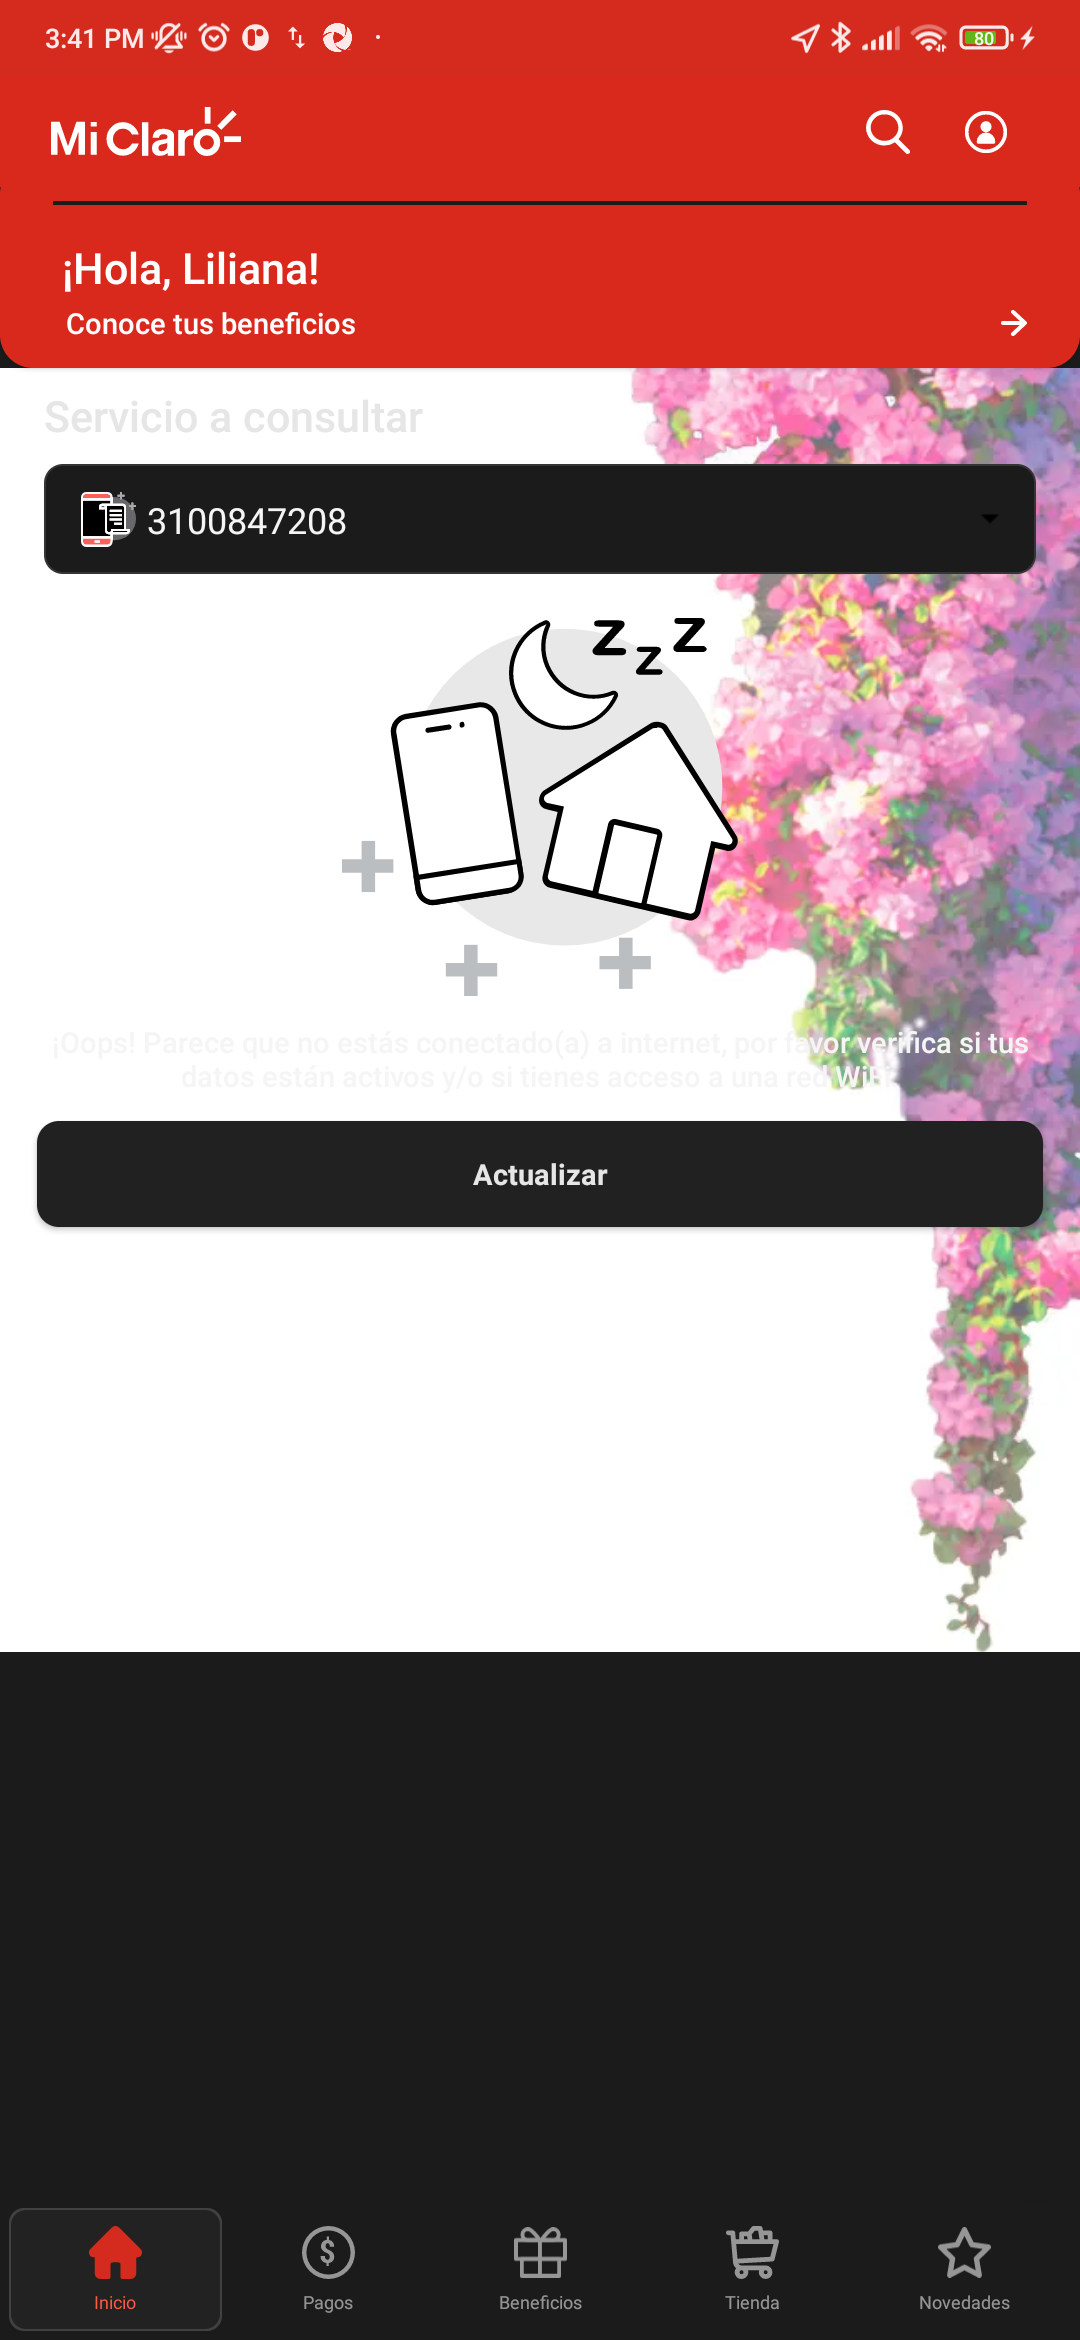 3:41 PM
80
Mi Claro
¡Hola, Liliana!
Conoce tus beneficios
Servicio a consultar
3100847208
z z z
¡Oops! Parece que no estás conectado(a) a internet, por favor verifica si tus
datos están activos y/o si tienes acceso a una red WiFi
Actualizar
Inicio
Pagos
Beneficios
Tienda
Novedades